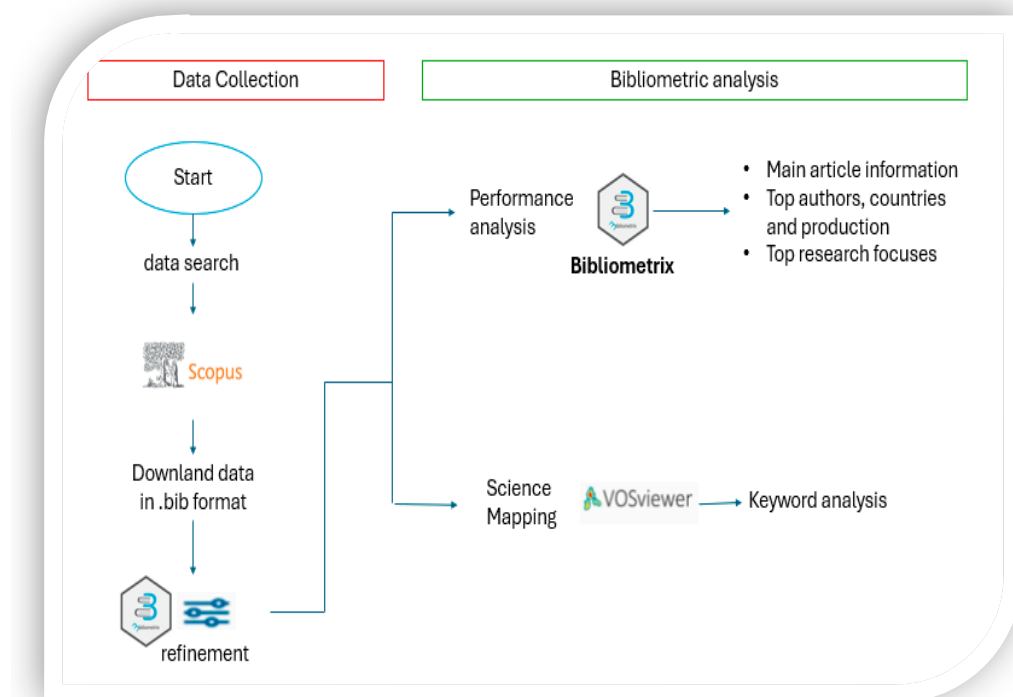 Data Collection
Bibliometric analysis
Start
data search
Scopus
Downland data
in .bib format
refinement
Performance
analysis
Bibliometrix
• Main article information
• Top authors, countries
and production
• Top research focuses
Science
Mapping
VOSviewer
Keyword analysis